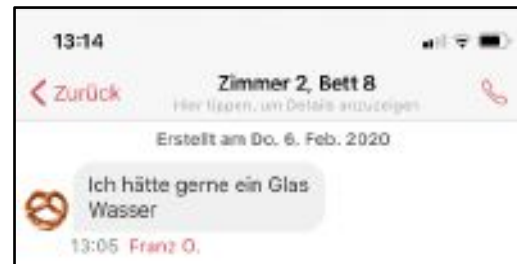 13:14
Zurück
Zimmer 2, Bett 8
Hier tippen, um Details anzuzeigen
Erstellt am Do. 6. Feb. 2020
Ich hätte gerne ein Glas
Wasser
13:05 Franz O.